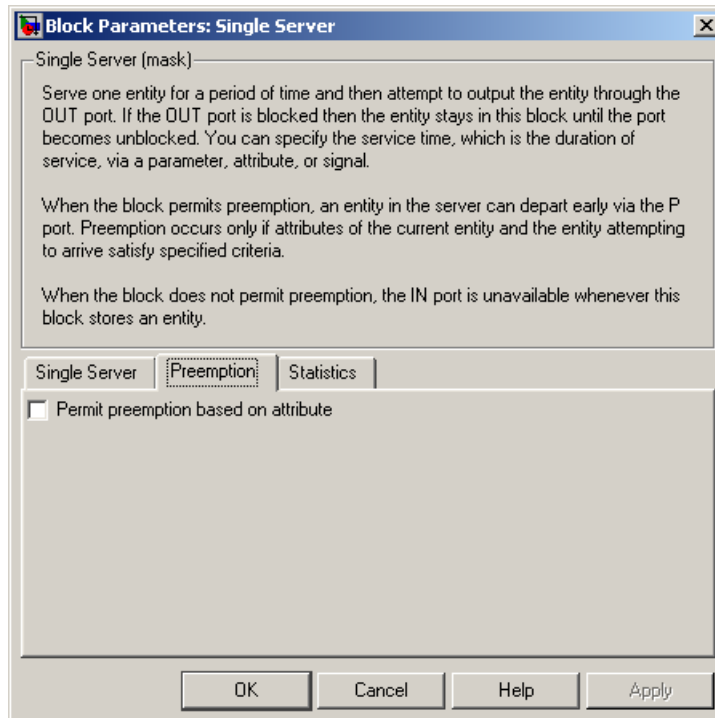 Block Parameters: Single Server
Single Server (mask)
Serve one entity for a period of time and then attempt to output the entity through the
OUT port. If the OUT port is blocked then the entity stays in this block until the port
becomes unblocked. You can specify the service time, which is the duration of
service, via a parameter, attribute, or signal.
When the block permits preemption, an entity in the server can depart early via the P
port. Preemption occurs only if attributes of the current entity and the entity attempting
to arrive satisfy specified criteria.
When the block does not permit preemption, the IN port is unavailable whenever this
block stores an entity.
Single Server Preemption Statistics
Permit preemption based on attribute
OK Cancel Help Apply